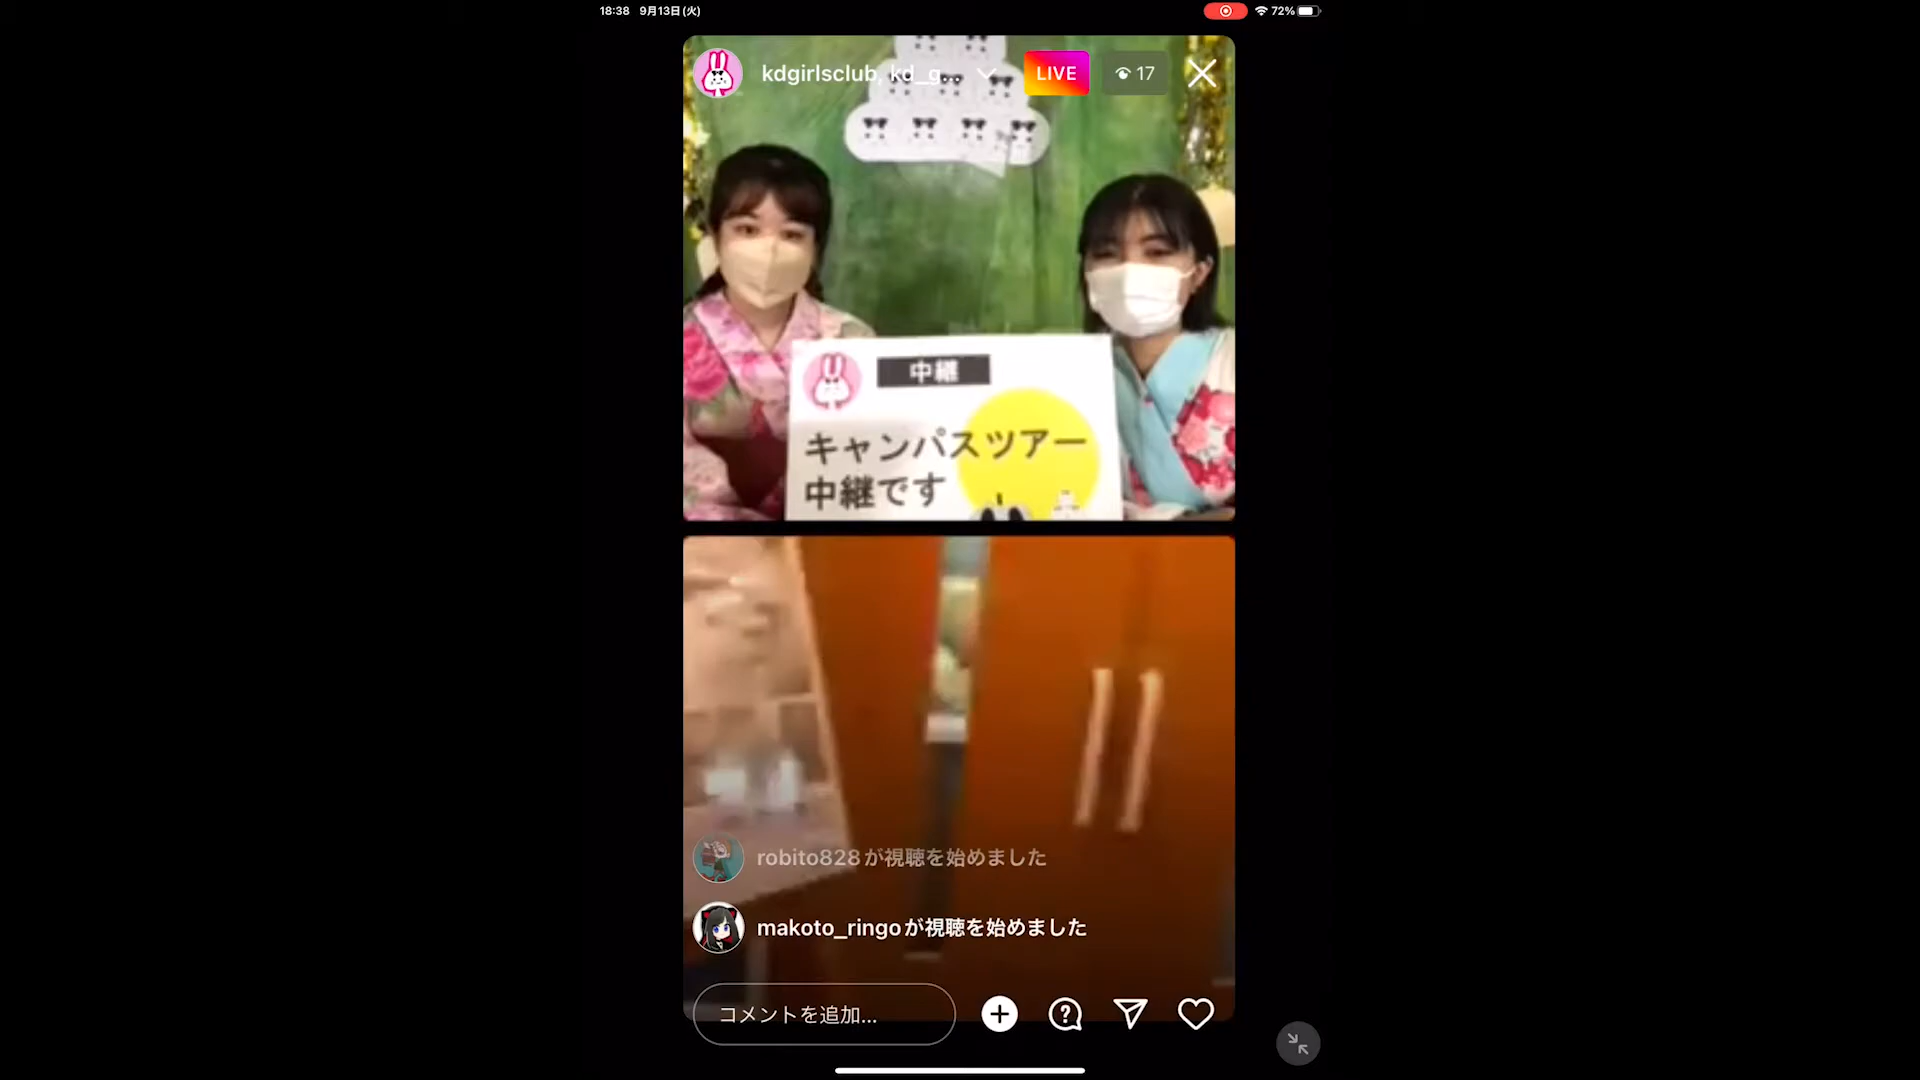 18:38 9月13日(火)
72%
kdgirlsclub, kd_g...
LIVE
17
中継
キャンパスツアー
中継です
robito828が視聴を始めました
makoto_ringoが視聴を始めました
コメントを追加...